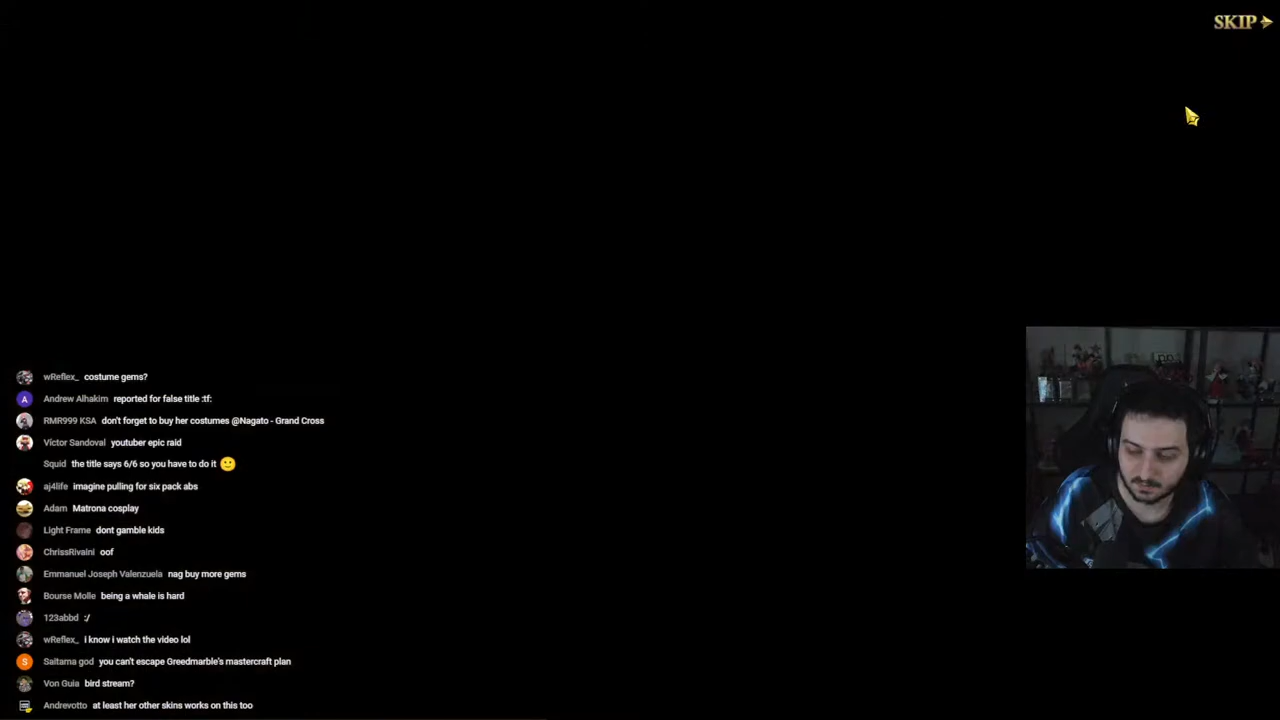 SKIP
wReflex_ costume gems?
Andrew Alhakim reported for false title :tf:
RMR999 KSA don't forget to buy her costumes @Nagato - Grand Cross
Víctor Sandoval youtuber epic raid
Squid the title says 6/6 so you have to do it
aj4life imagine pulling for six pack abs
Adam Matrona cosplay
Light Frame dont gamble kids
ChrissRivaini oof
Emmanuel Joseph Valenzuela nag buy more gems
Bourse Molle being a whale is hard
123abbd :/
wReflex_ i know i watch the video lol
Saitama god you can't escape Greedmarble's mastercraft plan
Von Guia bird stream?
Andrevotto at least her other skins works on this too